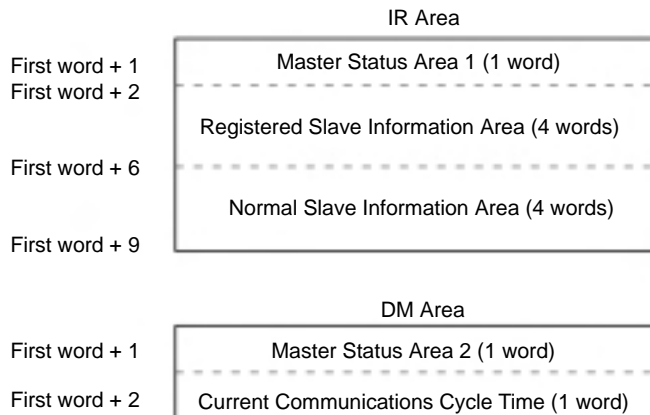 IR Area
First word + 1
Master Status Area 1 (1 word)
First word + 2
Registered Slave Information Area (4 words)
First word + 6
Normal Slave Information Area (4 words)
First word + 9
DM Area
First word + 1
Master Status Area 2 (1 word)
First word + 2
Current Communications Cycle Time (1 word)